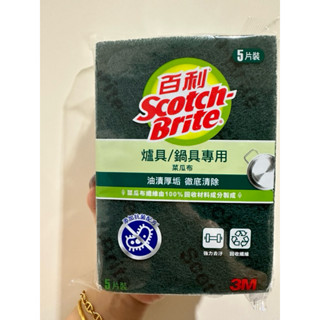 5片裝
百利
Scotch-
Brite
爐具/鍋具專用
菜瓜布
油漬厚垢 徹底清除
菜瓜布纖維由100%回收材料成分製成
強力去汙
回收纖維
5片裝
3M